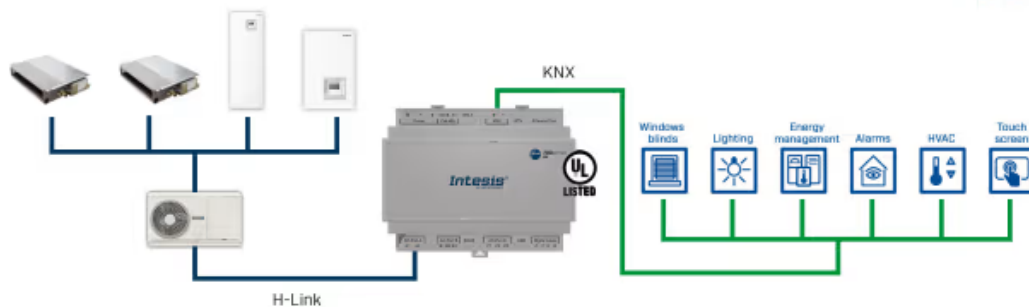 KNX
Windows
blinds
Lighting
Energy
management
Alarms
HVAC
Touch
screen
Intesis
UL
LISTED
H-Link